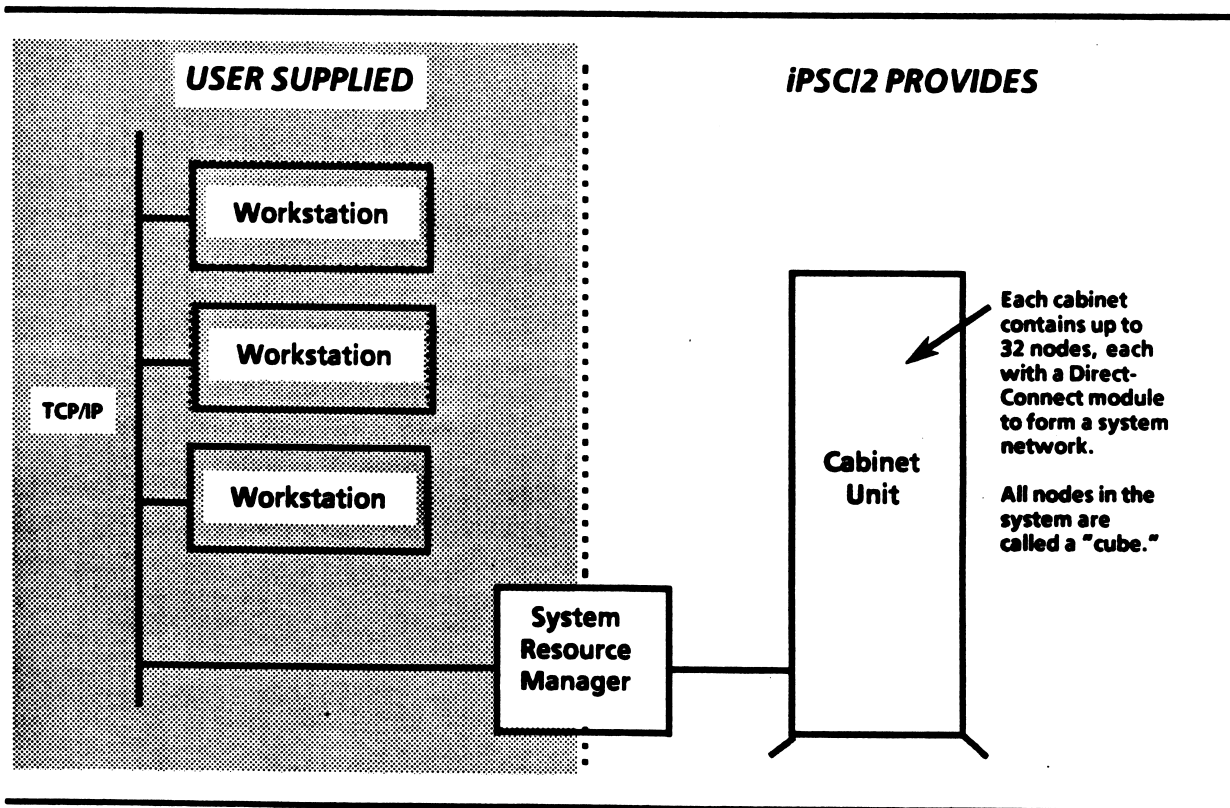 USER SUPPLIED
iPSC/2 PROVIDES
Workstation
Workstation
TCP/IP
Workstation
Each cabinet
contains up to
32 nodes, each
with a Direct-
Connect module
to form a system
network.
All nodes in the
system are
called a "cube."
Cabinet
Unit
System
Resource
Manager